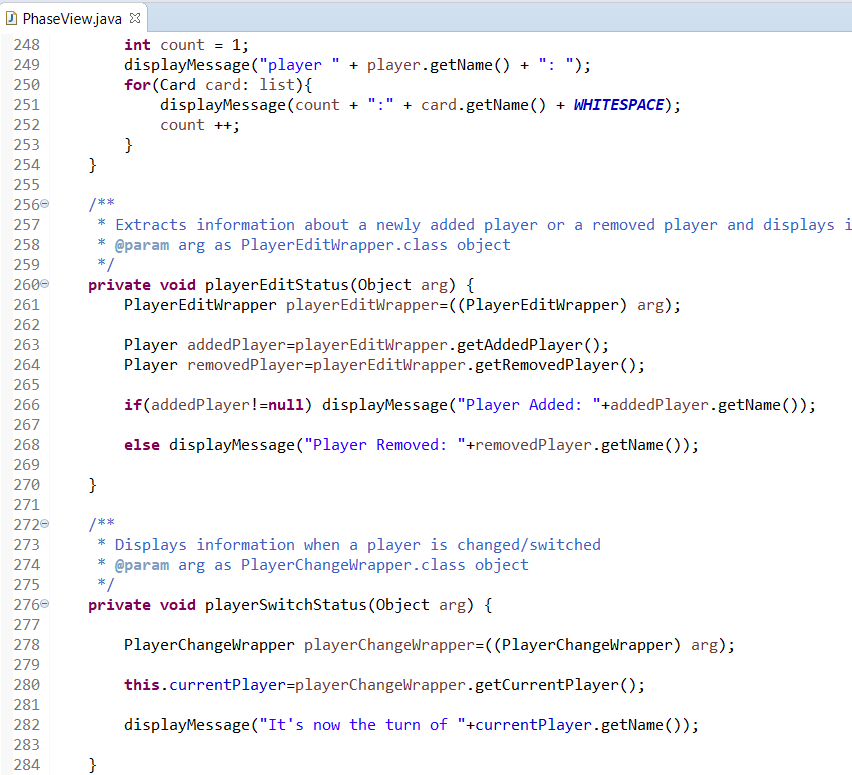 PhaseView.java
248 int count = 1;
249 displayMessage("player " + player.getName() + ": ");
250 for(Card card: list){
251 displayMessage(count + ":" + card.getName() + WHITESPACE);
252 count ++;
253 }
254 }
255
256 /**
257 * Extracts information about a newly added player or a removed player and displays i
258 * @param arg as PlayerEditWrapper.class object
259 */
260 private void playerEditStatus(Object arg) {
261 PlayerEditWrapper playerEditWrapper=((PlayerEditWrapper) arg);
262
263 Player addedPlayer=playerEditWrapper.getAddedPlayer();
264 Player removedPlayer=playerEditWrapper.getRemovedPlayer();
265
266 if(addedPlayer!=null) displayMessage("Player Added: "+addedPlayer.getName());
267
268 else displayMessage("Player Removed: "+removedPlayer.getName());
269
270 }
271
272 /**
273 * Displays information when a player is changed/switched
274 * @param arg as PlayerChangeWrapper.class object
275 */
276 private void playerSwitchStatus(Object arg) {
277
278 PlayerChangeWrapper playerChangeWrapper=((PlayerChangeWrapper) arg);
279
280 this.currentPlayer=playerChangeWrapper.getCurrentPlayer();
281
282 displayMessage("It's now the turn of "+currentPlayer.getName());
283
284 }